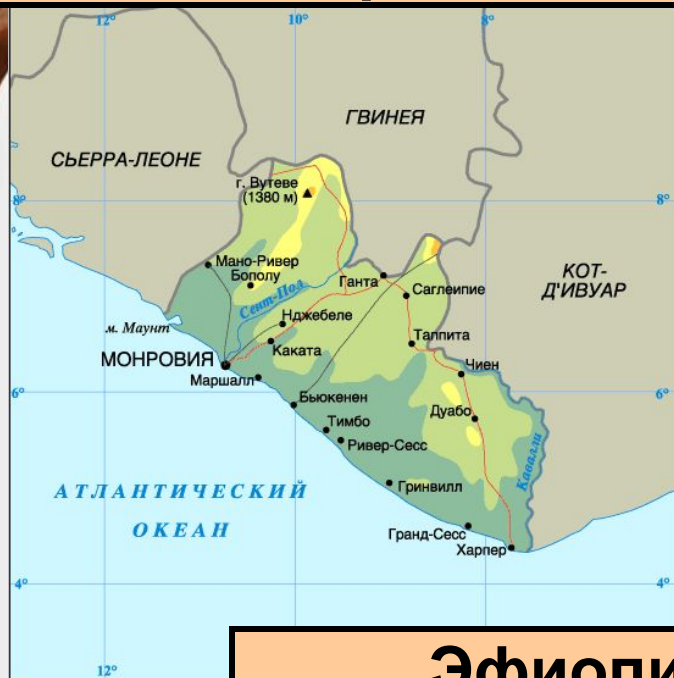 12°
10°
8°
ГВИНЕЯ
СЬЕРРА-ЛЕОНЕ
г. Вутеве
(1380 м)
8°
8°
Мано-Ривер
Бополу
Сент-Пол
Ганта
Саглеипие
КОТ-
Д'ИВУАР
Нджебеле
м. Маунт
Таппита
МОНРОВИЯ
Каката
Чиен
Маршалл
6°
6°
Бьюкенен
Дуабо
Тимбо
Ривер-Сесс
Кавалли
АТЛАНТИЧЕСКИЙ
ОКЕАН
Гринвилл
Гранд-Сесс
Харпер
4°
4°
12°